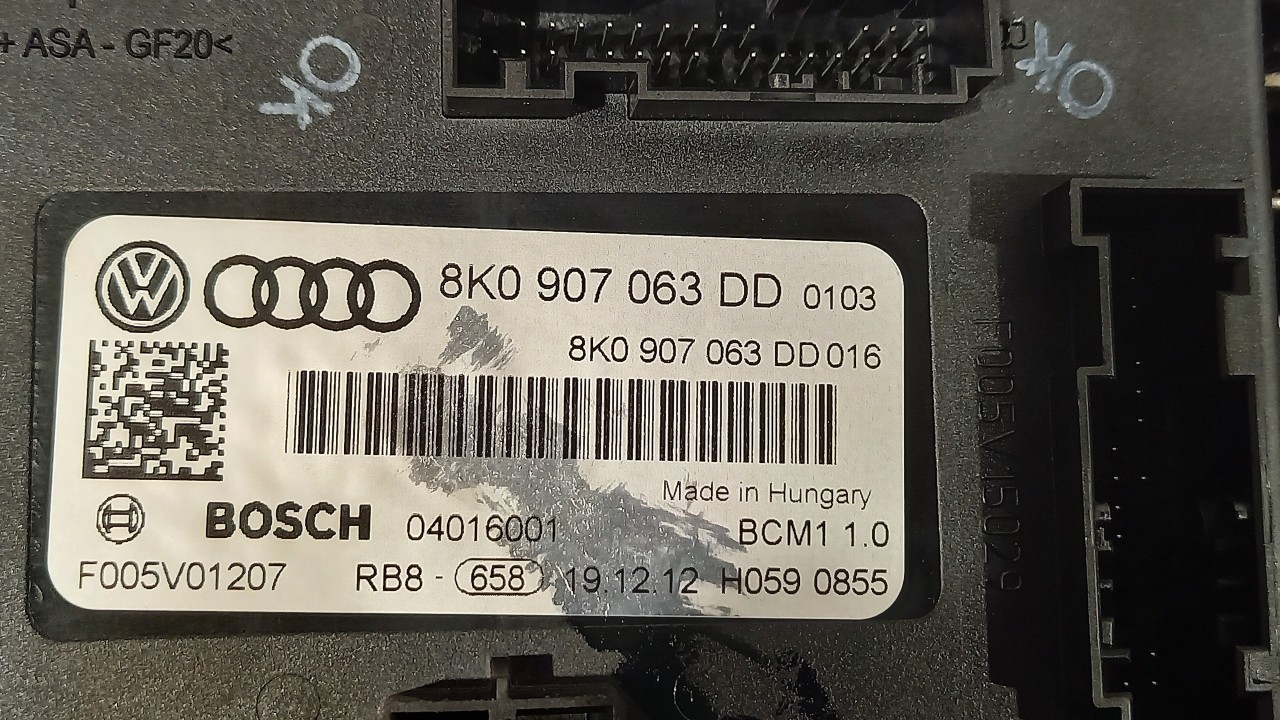 + ASA - GF20<
OK
OK
8K0 907 063 DD 0103
8K0 907 063 DD 016
Made in Hungary
BOSCH 04016001 BCM1 1.0
F005V01207 RB8 - 658 19.12.12 H059 0855